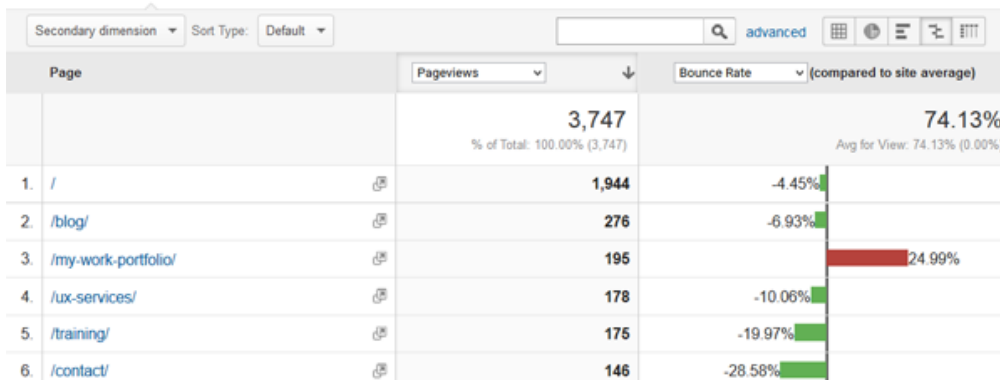 Secondary dimension Sort Type: Default advanced
Page Pageviews Bounce Rate (compared to site average)
3,747 74.13%
% of Total: 100.00% (3,747) Avg for View: 74.13% (0.00%
1. / 1,944 -4.45%
2. /blog/ 276 -6.93%
3. /my-work-portfolio/ 195 24.99%
4. /ux-services/ 178 -10.06%
5. /training/ 175 -19.97%
6. /contact/ 146 -28.58%